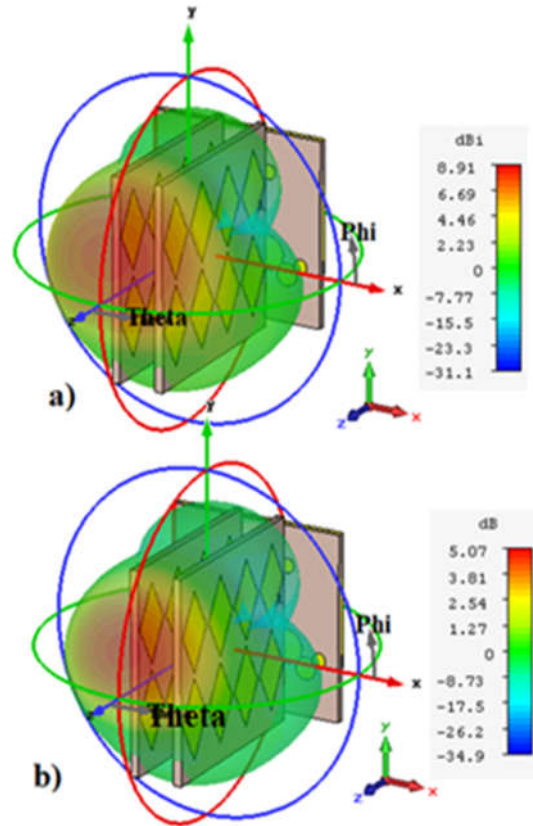 Y
dBi
8.91
6.69
4.46
2.23
0
-7.77
-15.5
-23.3
-31.1
Phi
x
z
Theta
a)
y
z x
Y
dB
5.07
3.81
2.54
1.27
0
-8.73
-17.5
-26.2
-34.9
Phi
x
z
Theta
b)
y
z x